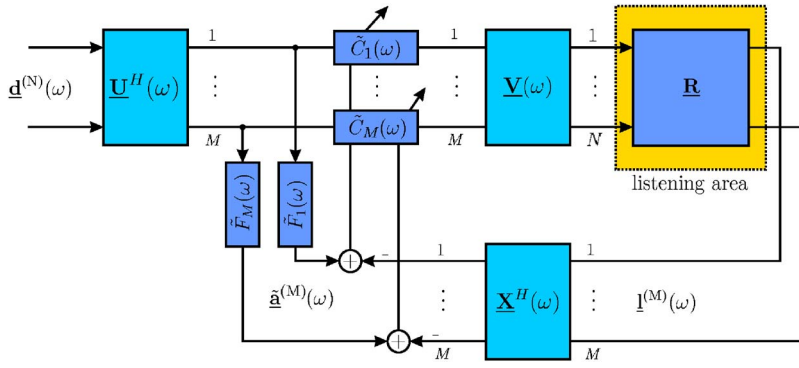 1 1 1
d̲^(N)(ω) U̲^H(ω) C̃_1(ω) V̲(ω) R̲
⋮ ⋮ ⋮ ⋮
C̃_M(ω)
M M N
listening area
F̃_M(ω) F̃_1(ω)
+ - 1 1
ã̲^(M)(ω) ⋮ X̲^H(ω) ⋮ l̲^(M)(ω)
+ - M M